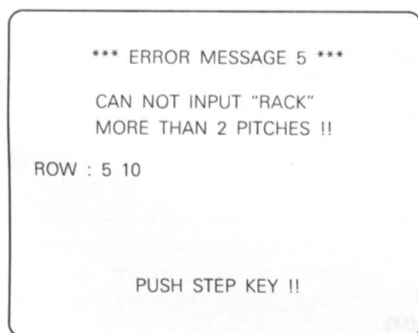 *** ERROR MESSAGE 5 ***
CAN NOT INPUT "RACK"
MORE THAN 2 PITCHES !!
ROW : 5 10
PUSH STEP KEY !!